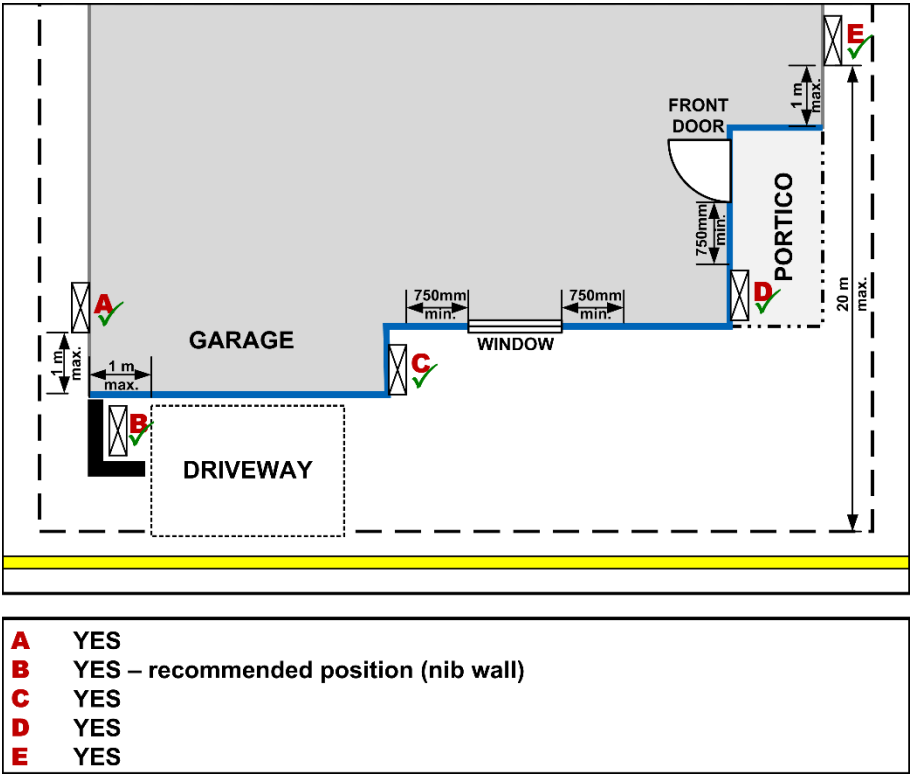 E
1 m
max.
FRONT
DOOR
PORTICO
750mm
min.
20 m
max.
A
D
750mm
min.
750mm
min.
GARAGE
WINDOW
1 m
max.
1 m
max.
C
B
DRIVEWAY
A YES
B YES – recommended position (nib wall)
C YES
D YES
E YES